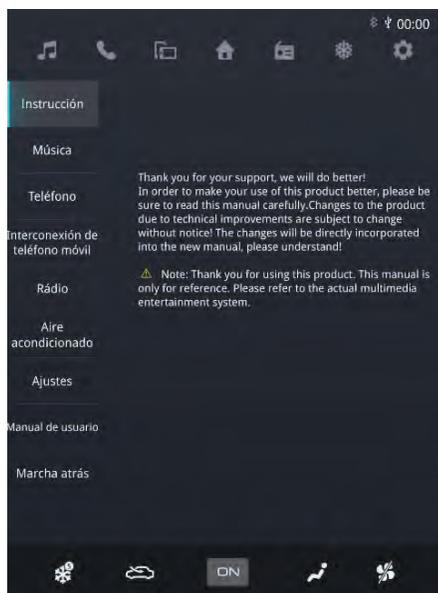 00:00
Instrucción
Música
Teléfono
Interconexión de
teléfono móvil
Rádio
Aire
acondicionado
Ajustes
Manual de usuario
Marcha atrás
Thank you for your support, we will do better!
In order to make your use of this product better, please be
sure to read this manual carefully.Changes to the product
due to technical improvements are subject to change
without notice! The changes will be directly incorporated
into the new manual, please understand!
Note: Thank you for using this product. This manual is
only for reference. Please refer to the actual multimedia
entertainment system.
ON